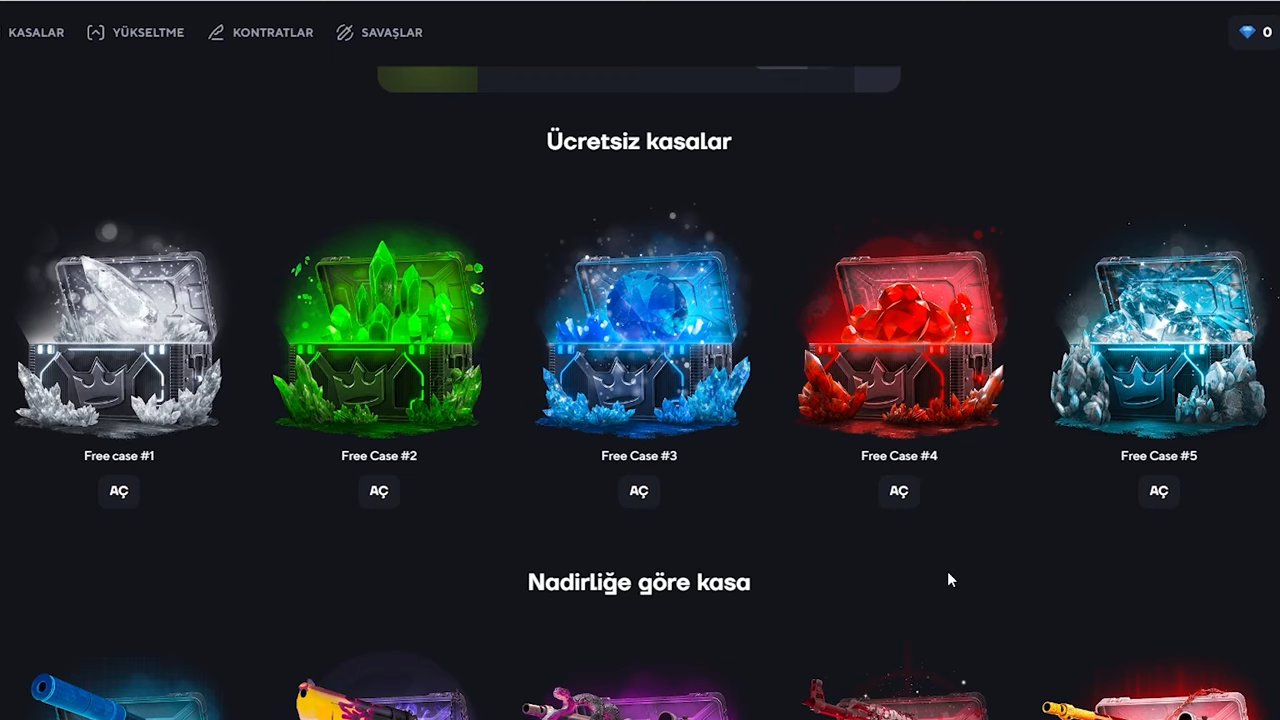 KASALAR
YÜKSELTME
KONTRATLAR
SAVAŞLAR
0
Ücretsiz kasalar
Free case #1
Free Case #2
Free Case #3
Free Case #4
Free Case #5
AÇ
AÇ
AÇ
AÇ
AÇ
Nadirliğe göre kasa